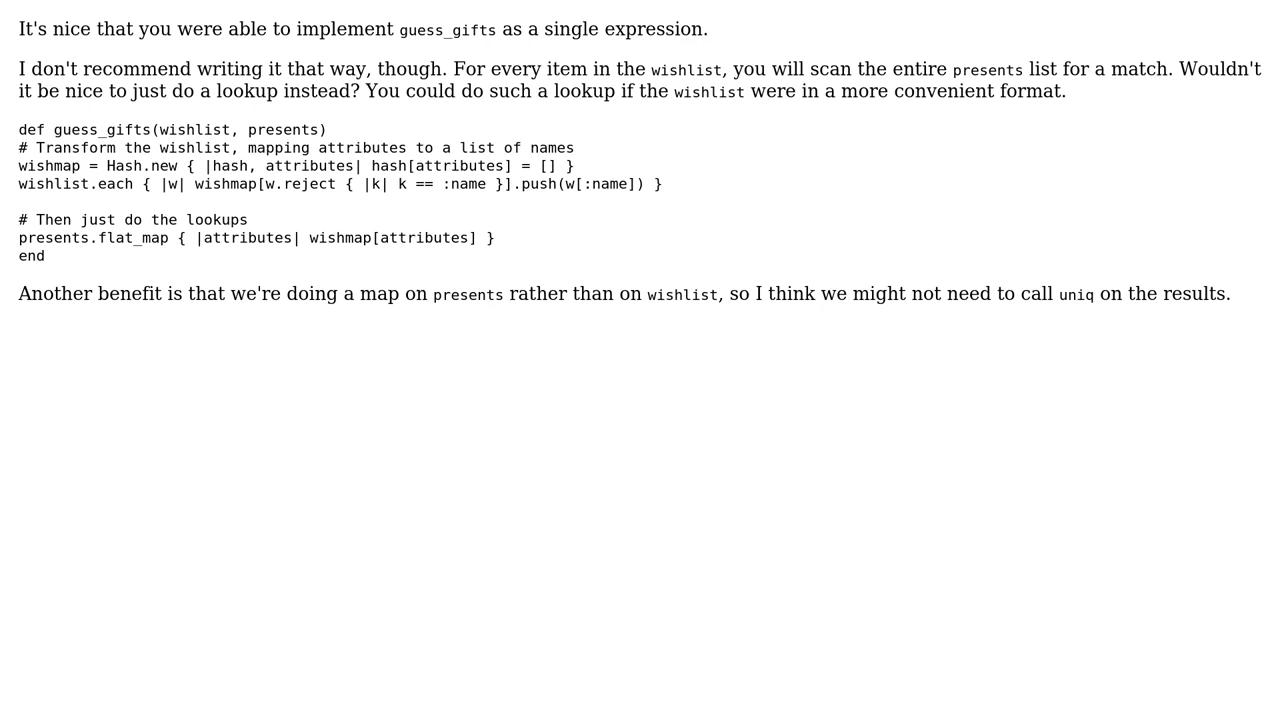 It's nice that you were able to implement guess_gifts as a single expression.
I don't recommend writing it that way, though. For every item in the wishlist, you will scan the entire presents list for a match. Wouldn't
it be nice to just do a lookup instead? You could do such a lookup if the wishlist were in a more convenient format.
def guess_gifts(wishlist, presents)
# Transform the wishlist, mapping attributes to a list of names
wishmap = Hash.new { |hash, attributes| hash[attributes] = [] }
wishlist.each { |w| wishmap[w.reject { |k| k == :name }].push(w[:name]) }
# Then just do the lookups
presents.flat_map { |attributes| wishmap[attributes] }
end
Another benefit is that we're doing a map on presents rather than on wishlist, so I think we might not need to call uniq on the results.